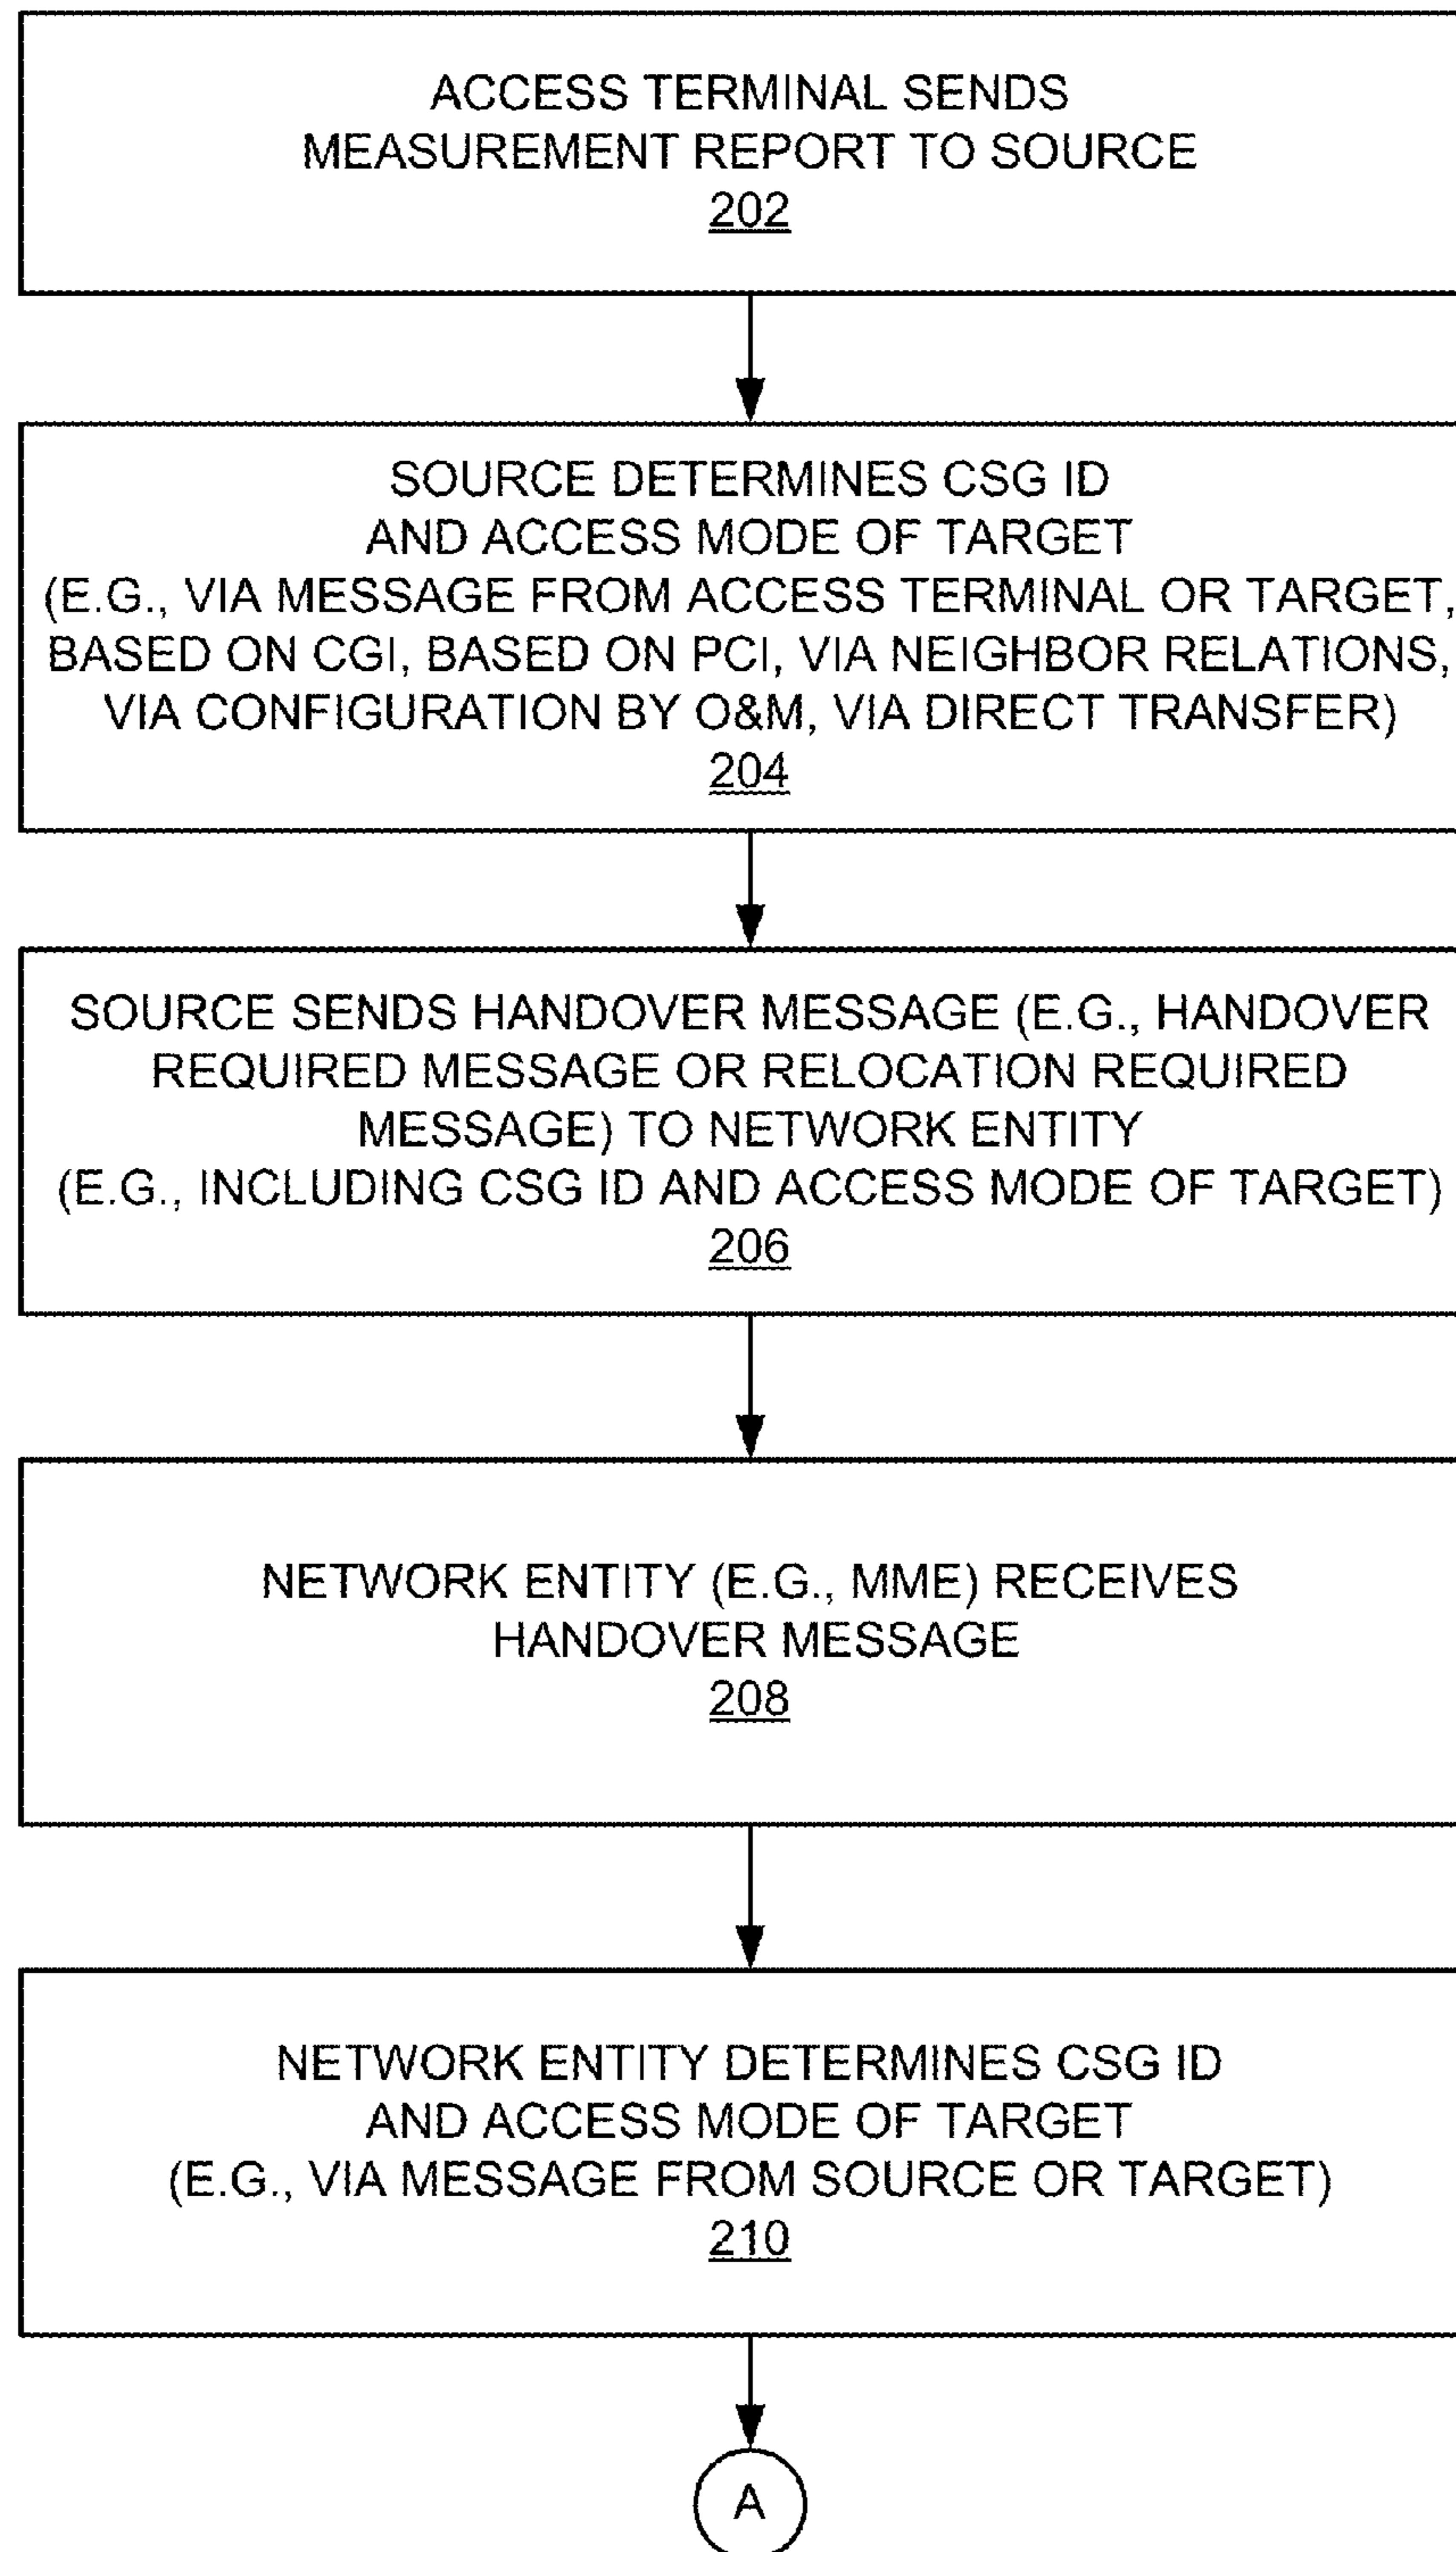 ACCESS TERMINAL SENDS
MEASUREMENT REPORT TO SOURCE
202
SOURCE DETERMINES CSG ID
AND ACCESS MODE OF TARGET
(E.G., VIA MESSAGE FROM ACCESS TERMINAL OR TARGET,
BASED ON CGI, BASED ON PCI, VIA NEIGHBOR RELATIONS,
VIA CONFIGURATION BY O&M, VIA DIRECT TRANSFER)
204
SOURCE SENDS HANDOVER MESSAGE (E.G., HANDOVER
REQUIRED MESSAGE OR RELOCATION REQUIRED
MESSAGE) TO NETWORK ENTITY
(E.G., INCLUDING CSG ID AND ACCESS MODE OF TARGET)
206
NETWORK ENTITY (E.G., MME) RECEIVES
HANDOVER MESSAGE
208
NETWORK ENTITY DETERMINES CSG ID
AND ACCESS MODE OF TARGET
(E.G., VIA MESSAGE FROM SOURCE OR TARGET)
210
A